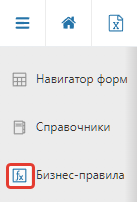 Навигатор форм
Справочники
Бизнес-правила